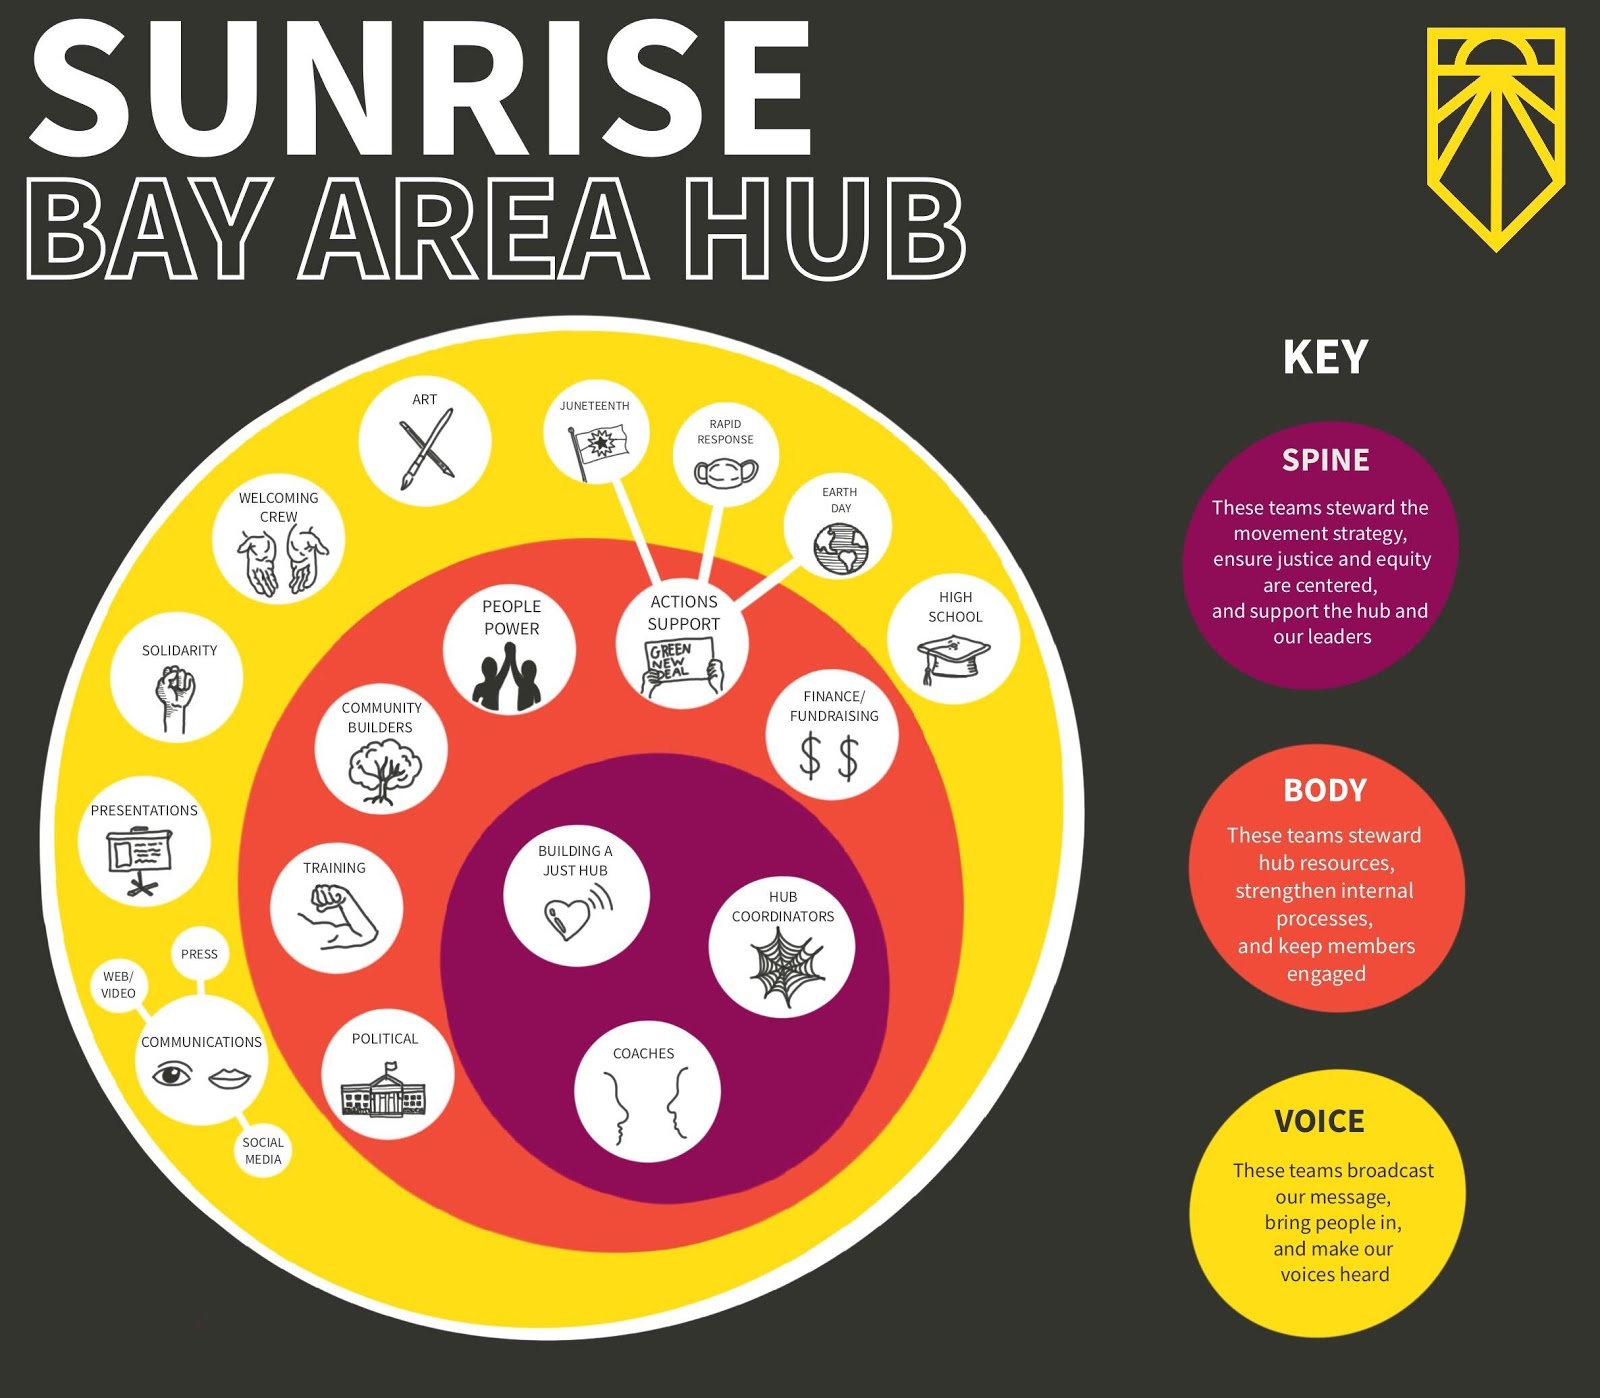 SUNRISE
BAY AREA HUB
KEY
SPINE
These teams steward the
movement strategy,
ensure justice and equity
are centered,
and support the hub and
our leaders
BODY
These teams steward
hub resources,
strengthen internal
processes,
and keep members
engaged
VOICE
These teams broadcast
our message,
bring people in,
and make our
voices heard
ART
JUNETEENTH
RAPID
RESPONSE
EARTH
DAY
WELCOMING
CREW
HIGH
SCHOOL
SOLIDARITY
PEOPLE
POWER
ACTIONS
SUPPORT
GREEN
NEW
DEAL
COMMUNITY
BUILDERS
FINANCE/
FUNDRAISING
$ $
PRESENTATIONS
TRAINING
BUILDING A
JUST HUB
HUB
COORDINATORS
PRESS
WEB/
VIDEO
COMMUNICATIONS
SOCIAL
MEDIA
POLITICAL
COACHES